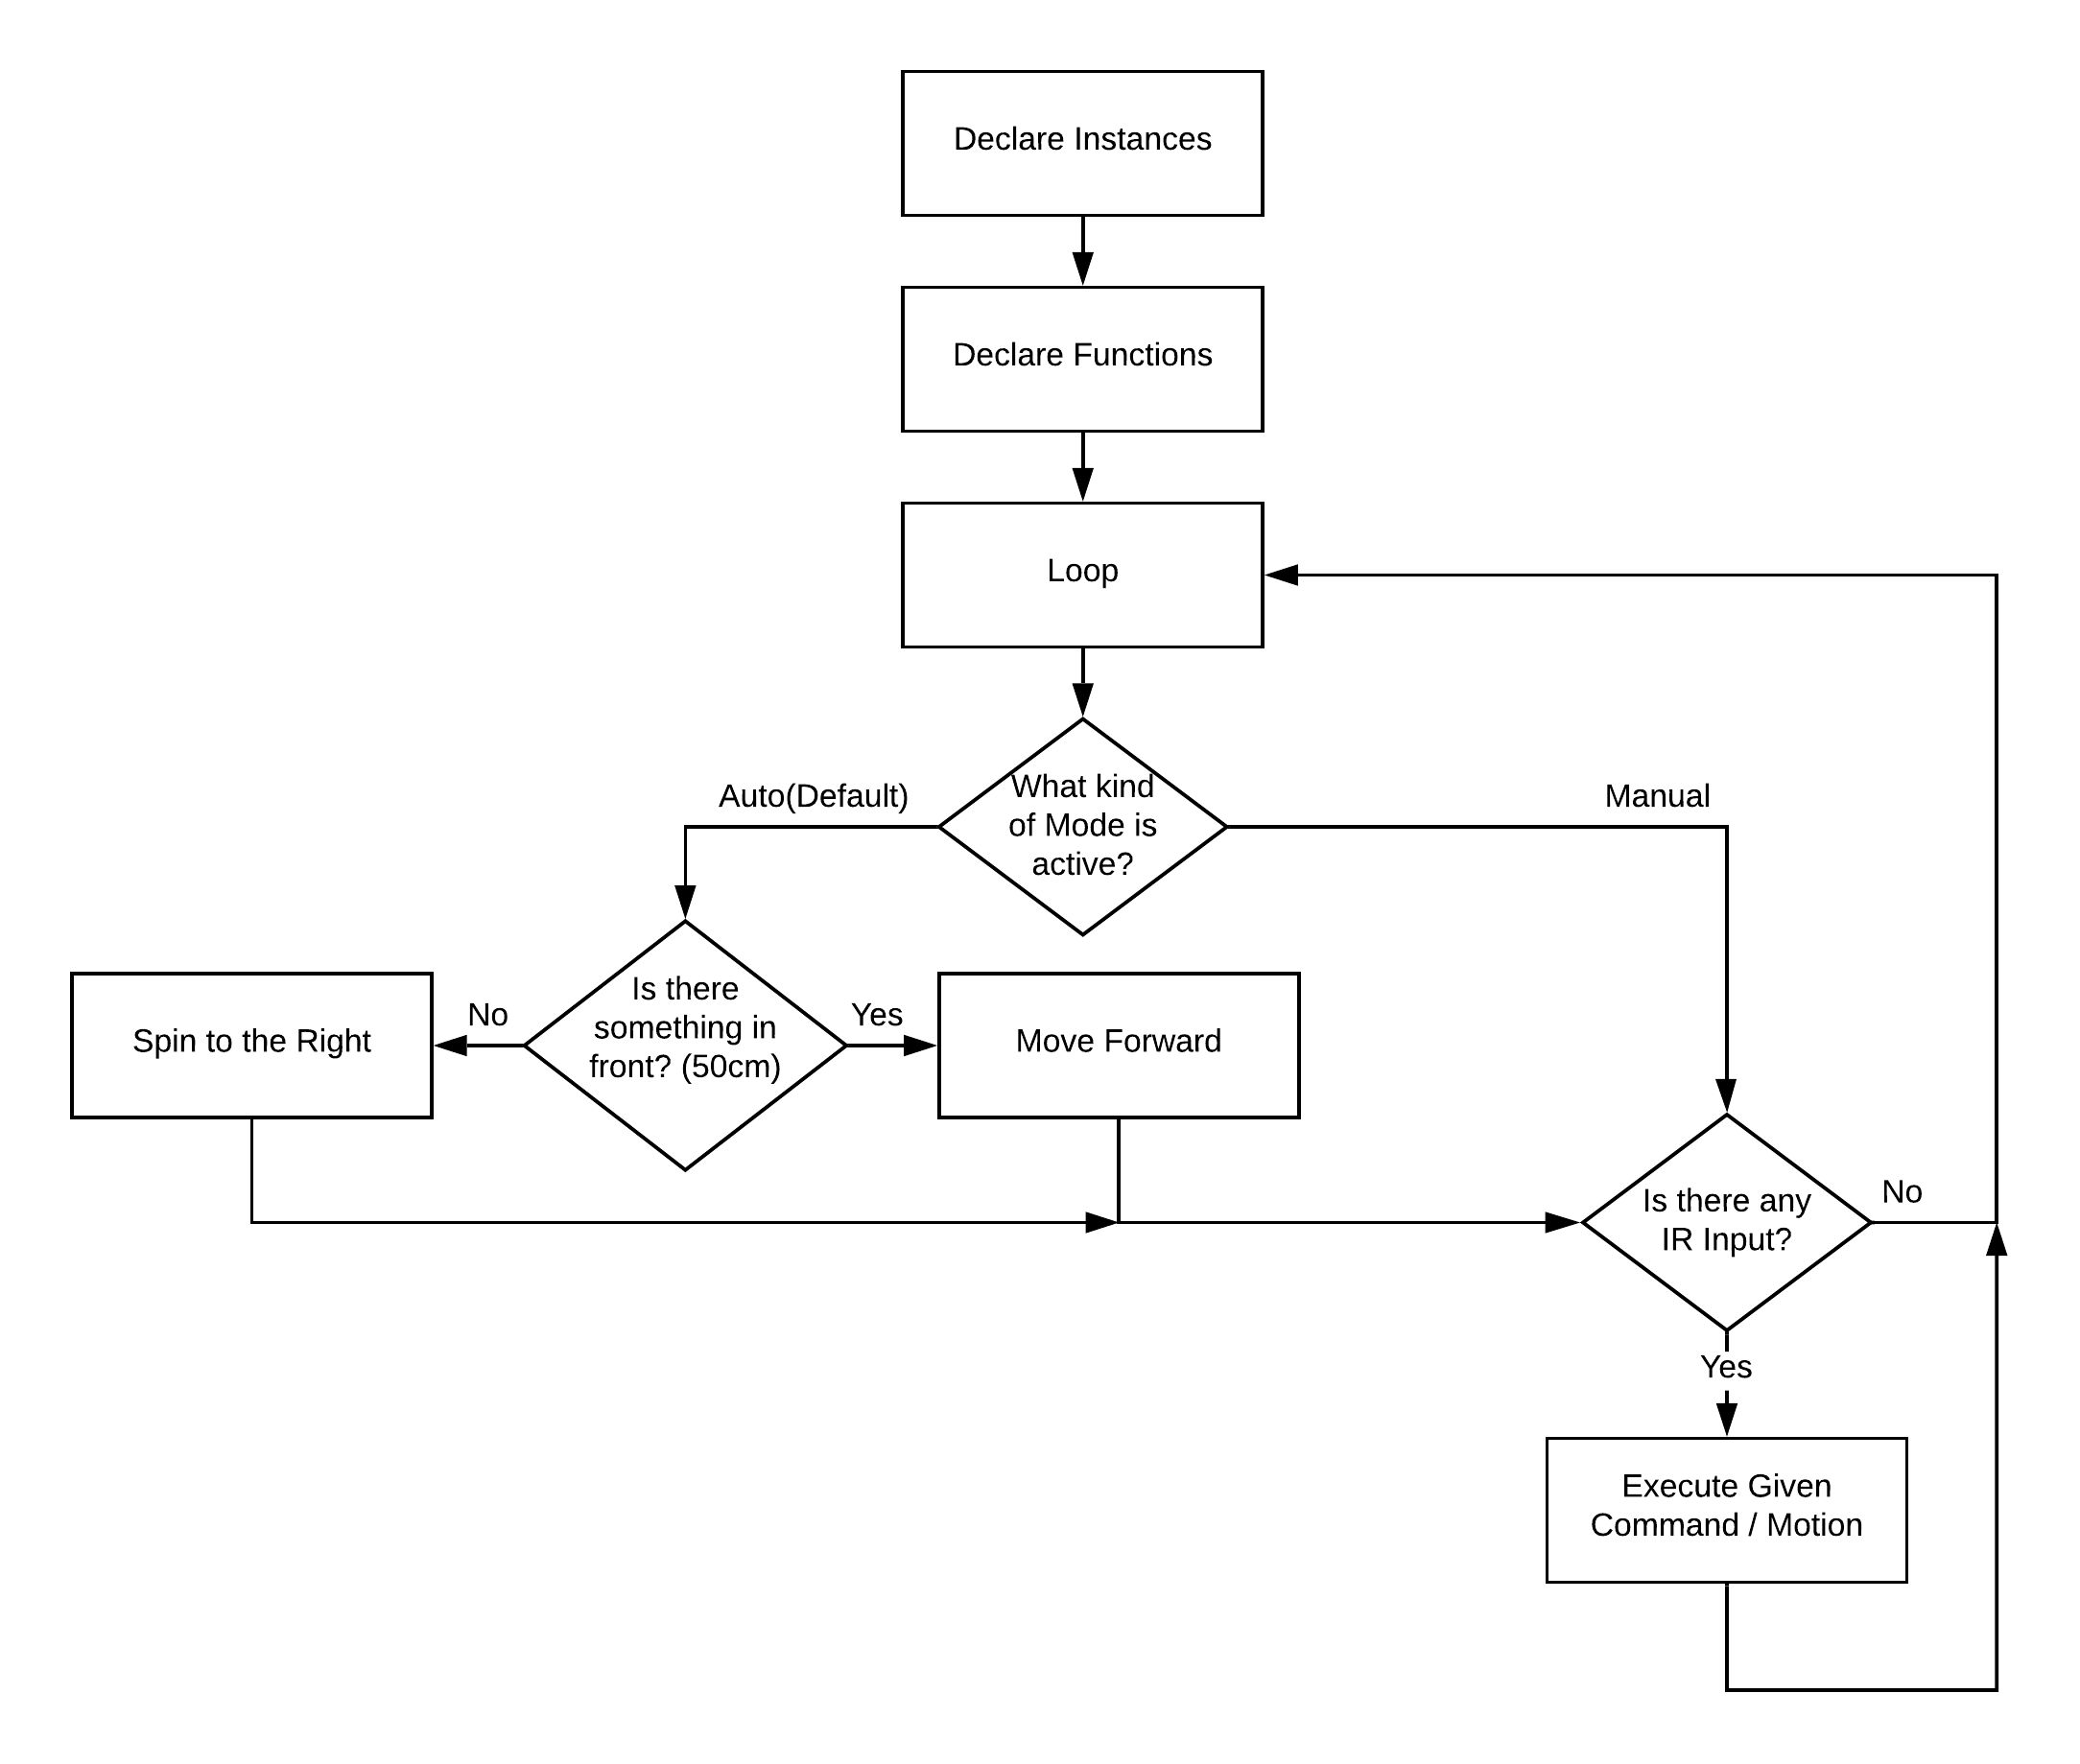 Declare Instances
Declare Functions
Loop
What kind
of Mode is
active?
Auto(Default)
Manual
Is there
something in
front? (50cm)
No
Yes
Spin to the Right
Move Forward
Is there any
IR Input?
No
Yes
Execute Given
Command / Motion